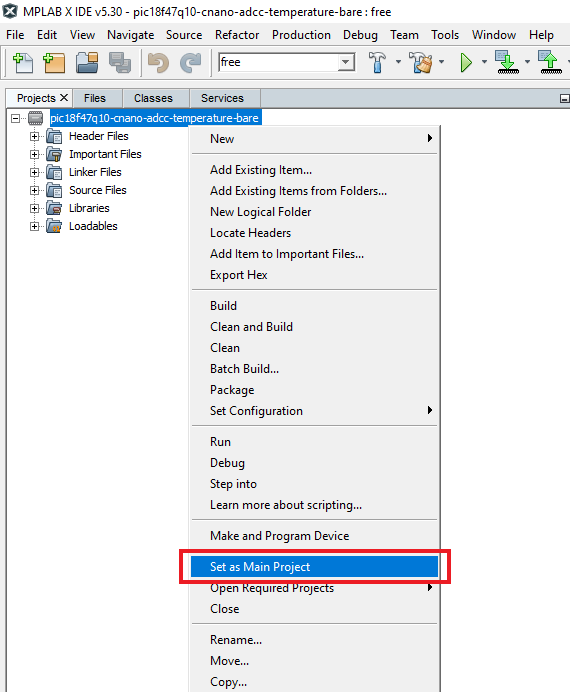 MPLAB X IDE v5.30 - pic18f47q10-cnano-adcc-temperature-bare : free
File Edit View Navigate Source Refactor Production Debug Team Tools Window Help
free
Projects Files Classes Services
pic18f47q10-cnano-adcc-temperature-bare
Header Files
Important Files
Linker Files
Source Files
Libraries
Loadables
New
Add Existing Item...
Add Existing Items from Folders...
New Logical Folder
Locate Headers
Add Item to Important Files...
Export Hex
Build
Clean and Build
Clean
Batch Build...
Package
Set Configuration
Run
Debug
Step into
Learn more about scripting...
Make and Program Device
Set as Main Project
Open Required Projects
Close
Rename...
Move...
Copy...